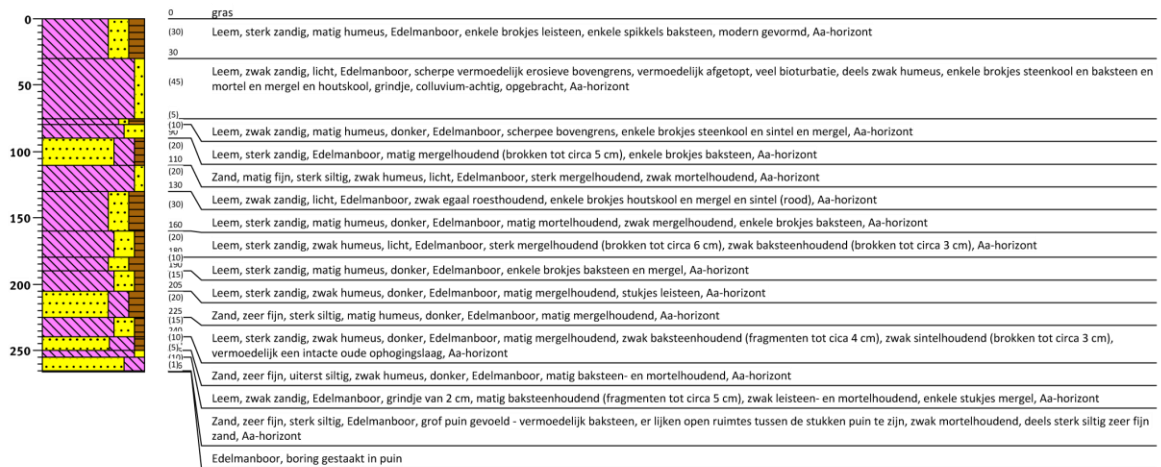 0 gras
0
(30) Leem, sterk zandig, matig humeus, Edelmanboor, enkele brokjes leisteen, enkele spikkels baksteen, modern gevormd, Aa-horizont
30
(45) Leem, zwak zandig, licht, Edelmanboor, scherpe vermoedelijk erosieve bovengrens, vermoedelijk afgetopt, veel bioturbatie, deels zwak humeus, enkele brokjes steenkool en baksteen en
mortel en mergel en houtskool, grindje, colluvium-achtig, opgebracht, Aa-horizont
50
(5)
(10) Leem, zwak zandig, matig humeus, donker, Edelmanboor, scherpee bovengrens, enkele brokjes steenkool en sintel en mergel, Aa-horizont
90
(20) Leem, sterk zandig, Edelmanboor, matig mergelhoudend (brokken tot circa 5 cm), enkele brokjes baksteen, Aa-horizont
100
110
(20) Zand, matig fijn, sterk siltig, zwak humeus, licht, Edelmanboor, sterk mergelhoudend, zwak mortelhoudend, Aa-horizont
130
(30) Leem, zwak zandig, licht, Edelmanboor, zwak egaal roesthoudend, enkele brokjes houtskool en mergel en sintel (rood), Aa-horizont
150
160 Leem, sterk zandig, matig humeus, donker, Edelmanboor, matig mortelhoudend, zwak mergelhoudend, enkele brokjes baksteen, Aa-horizont
(20) Leem, sterk zandig, zwak humeus, licht, Edelmanboor, sterk mergelhoudend (brokken tot circa 6 cm), zwak baksteenhoudend (brokken tot circa 3 cm), Aa-horizont
180
(10)
190
(15) Leem, sterk zandig, matig humeus, donker, Edelmanboor, enkele brokjes baksteen en mergel, Aa-horizont
200
205
(20) Leem, sterk zandig, zwak humeus, donker, Edelmanboor, matig mergelhoudend, stukjes leisteen, Aa-horizont
225 Zand, zeer fijn, sterk siltig, matig humeus, donker, Edelmanboor, matig mergelhoudend, Aa-horizont
(15)
240
(10) Leem, sterk zandig, zwak humeus, donker, Edelmanboor, matig mergelhoudend, zwak baksteenhoudend (fragmenten tot cica 4 cm), zwak sintelhoudend (brokken tot circa 3 cm),
vermoedelijk een intacte oude ophogingslaag, Aa-horizont
250
(5)
(10)
(1)
Zand, zeer fijn, uiterst siltig, zwak humeus, donker, Edelmanboor, matig baksteen- en mortelhoudend, Aa-horizont
Leem, zwak zandig, Edelmanboor, grindje van 2 cm, matig baksteenhoudend (fragmenten tot circa 5 cm), zwak leisteen- en mortelhoudend, enkele stukjes mergel, Aa-horizont
Zand, zeer fijn, sterk siltig, Edelmanboor, grof puin gevoeld - vermoedelijk baksteen, er lijken open ruimtes tussen de stukken puin te zijn, zwak mortelhoudend, deels sterk siltig zeer fijn
zand, Aa-horizont
Edelmanboor, boring gestaakt in puin